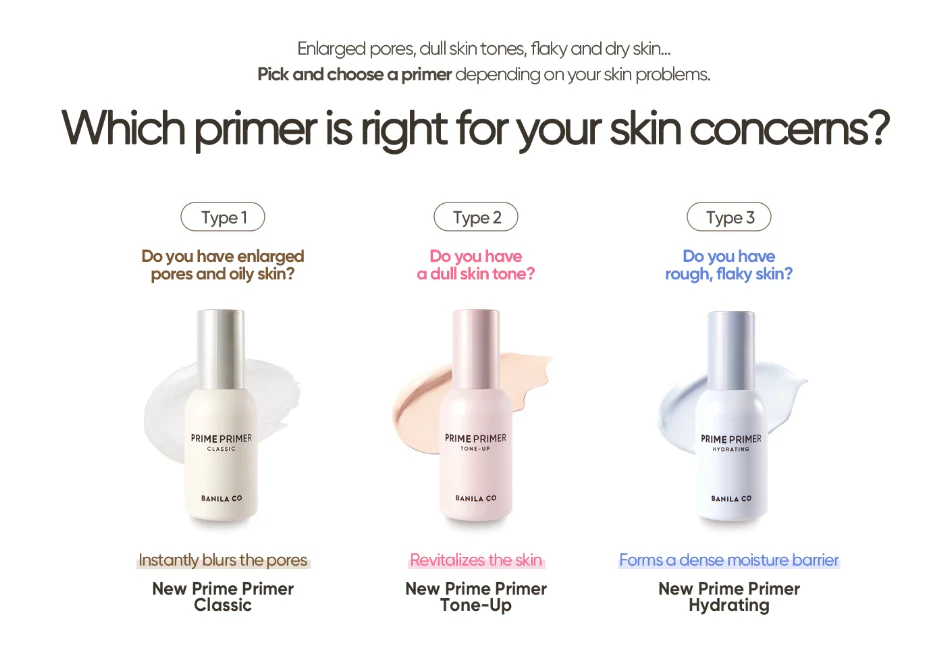 Enlarged pores, dull skin tones, flaky and dry skin...
Pick and choose a primer depending on your skin problems.
Which primer is right for your skin concerns?
Type 1
Do you have enlarged
pores and oily skin?
PRIME PRIMER
CLASSIC
BANILA CO
Instantly blurs the pores
New Prime Primer
Classic
Type 2
Do you have
a dull skin tone?
PRIME PRIMER
TONE-UP
BANILA CO
Revitalizes the skin
New Prime Primer
Tone-Up
Type 3
Do you have
rough, flaky skin?
PRIME PRIMER
HYDRATING
BANILA CO
Forms a dense moisture barrier
New Prime Primer
Hydrating